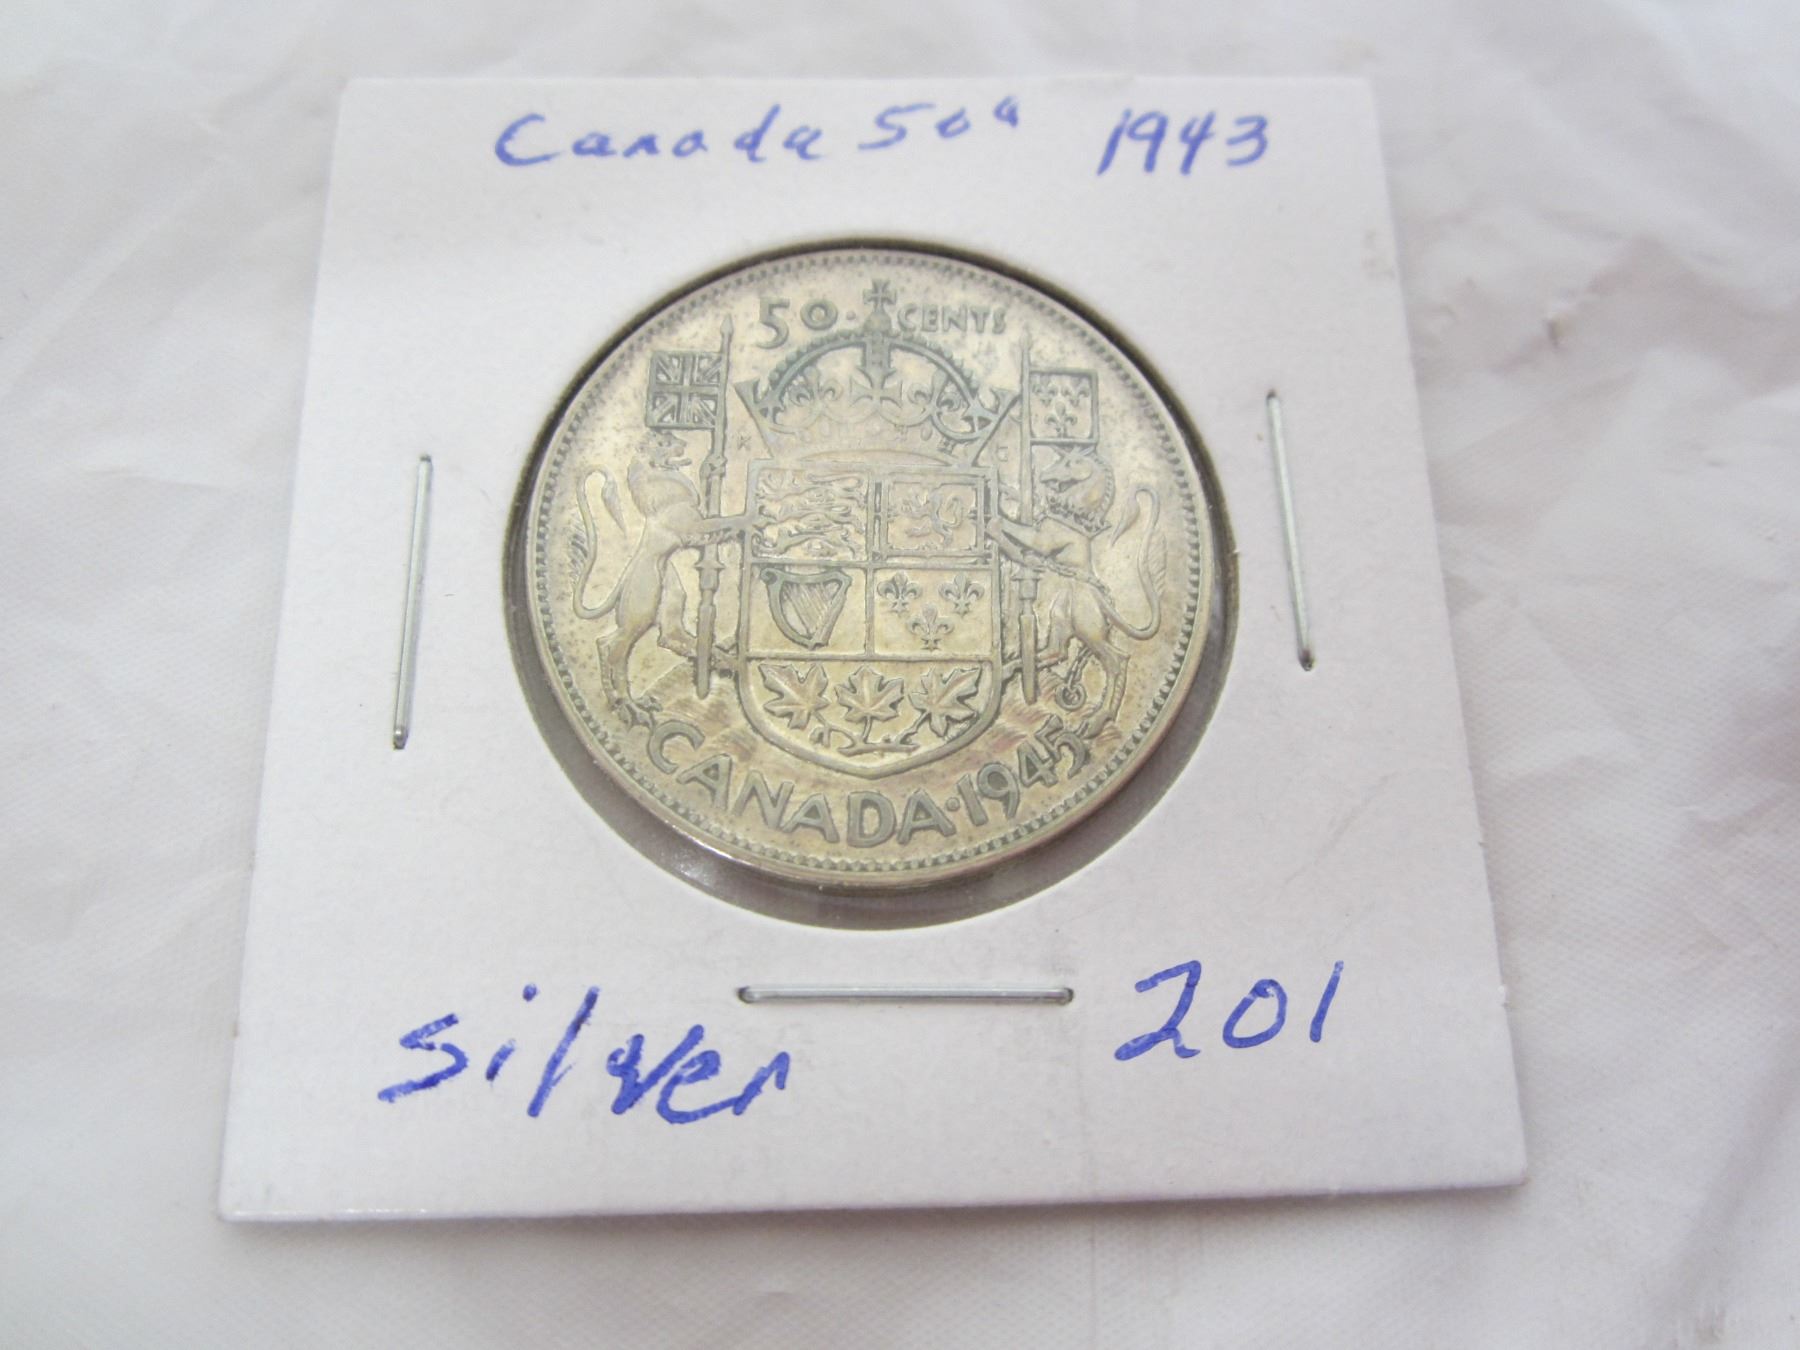 Canada 50¢ 1943
50 · CENTS
K G
H
CANADA · 1945
silver 201